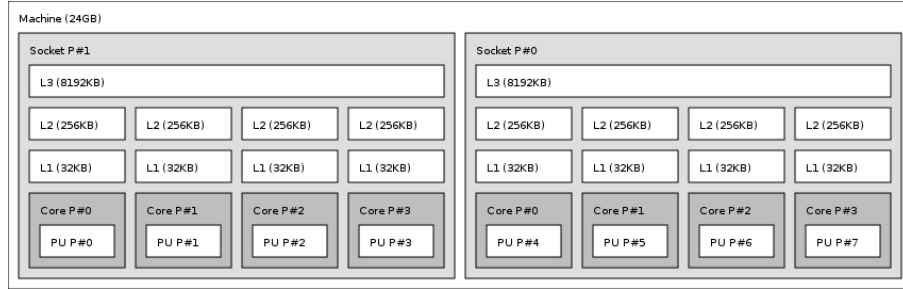 Machine (24GB)
Socket P#1
L3 (8192KB)
L2 (256KB) L2 (256KB) L2 (256KB) L2 (256KB)
L1 (32KB) L1 (32KB) L1 (32KB) L1 (32KB)
Core P#0 Core P#1 Core P#2 Core P#3
PU P#0 PU P#1 PU P#2 PU P#3
Socket P#0
L3 (8192KB)
L2 (256KB) L2 (256KB) L2 (256KB) L2 (256KB)
L1 (32KB) L1 (32KB) L1 (32KB) L1 (32KB)
Core P#0 Core P#1 Core P#2 Core P#3
PU P#4 PU P#5 PU P#6 PU P#7